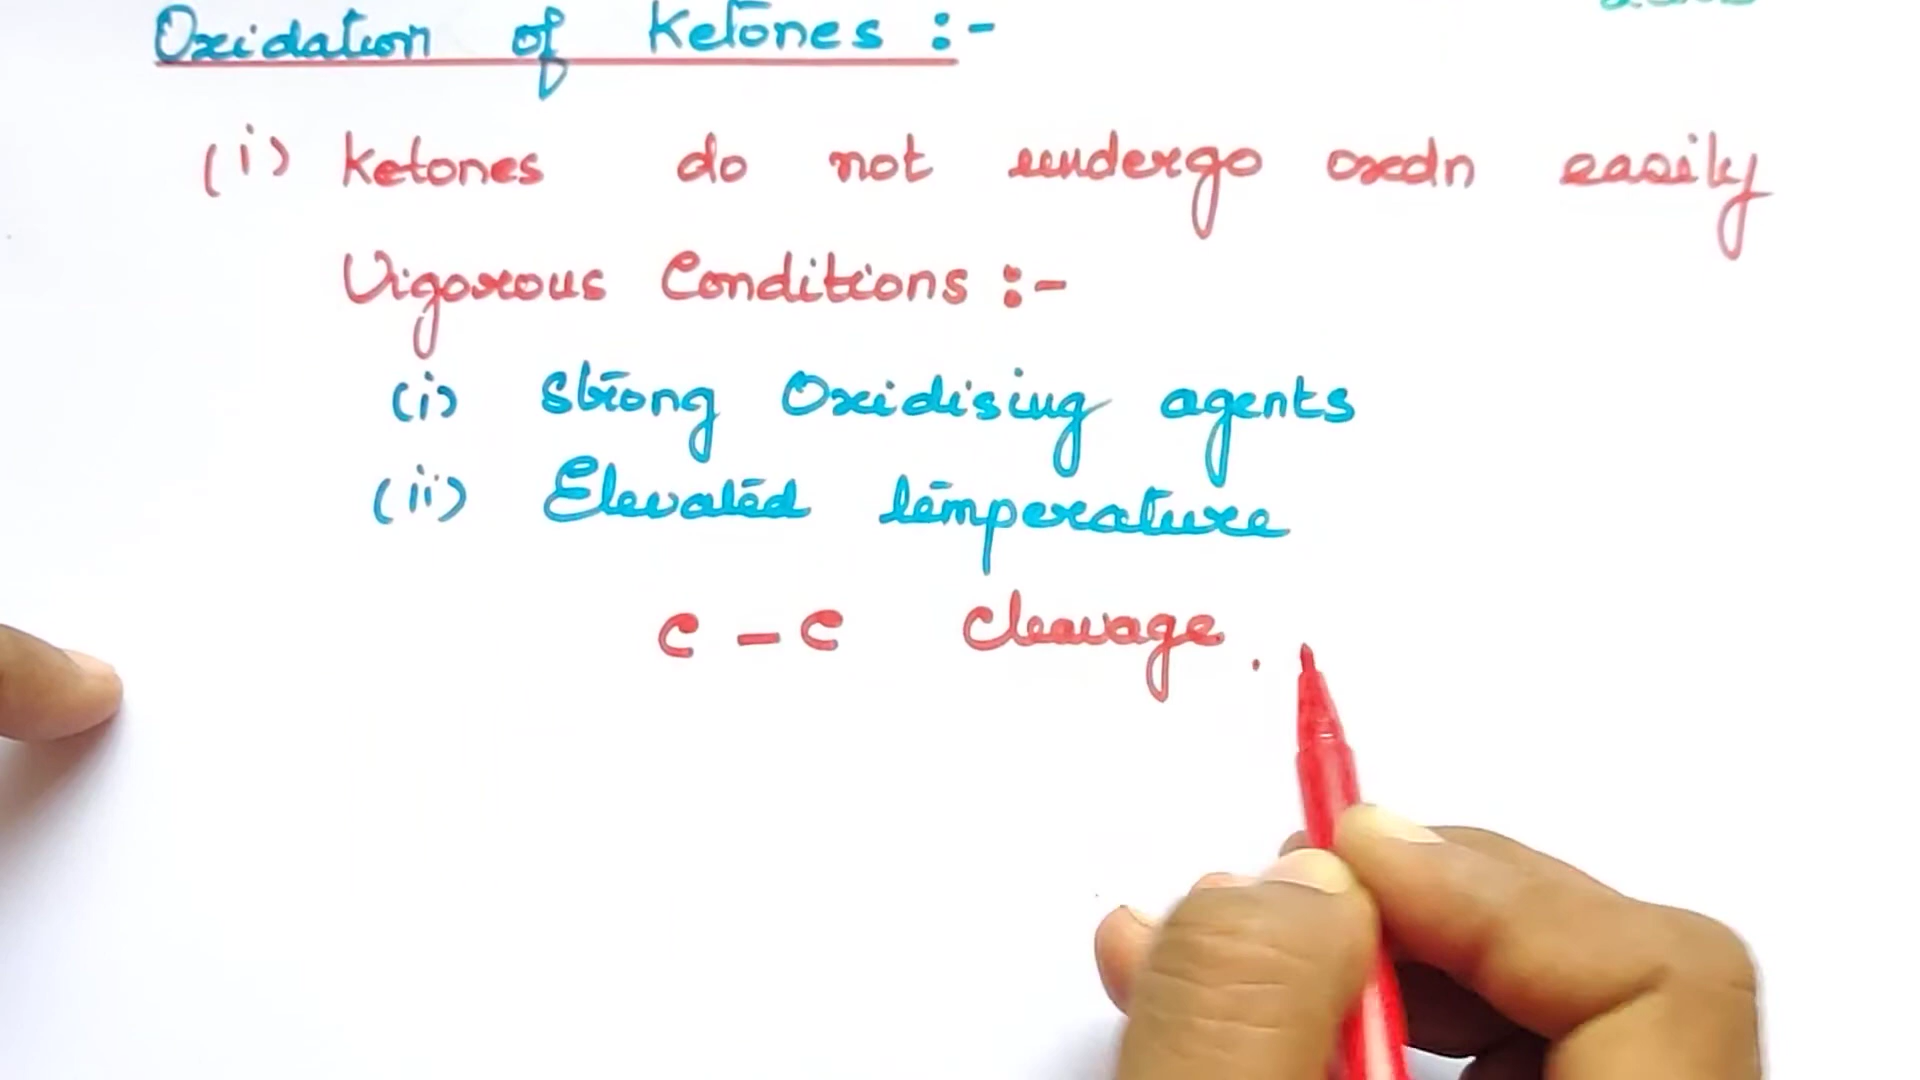 Oxidation of Ketones :-
(i) Ketones do not undergo oxdn easily
Vigorous Conditions :-
(i) Strong Oxidising agents
(ii) Elevated temperature
C - C Cleavage.